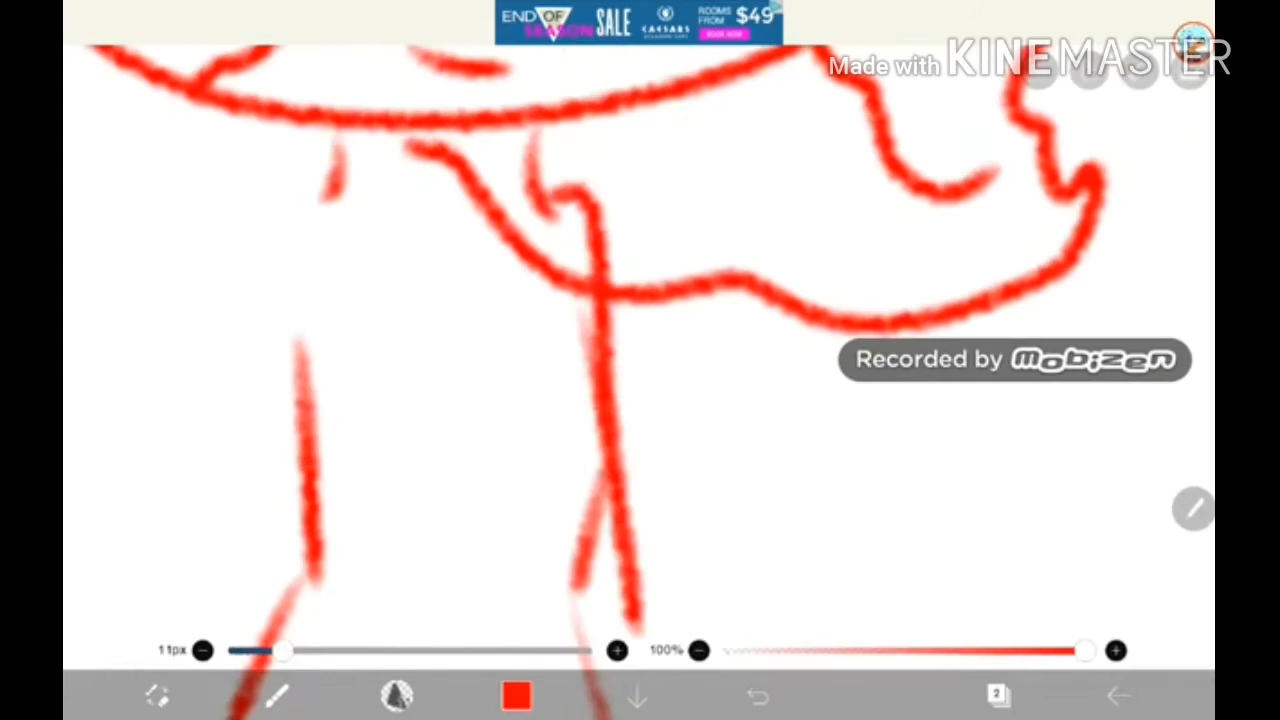 END OF SEASON SALE
CAESARS
ROOMS FROM $49
BOOK NOW
Made with KINEMASTER
Recorded by mobizen
11px
100%
2